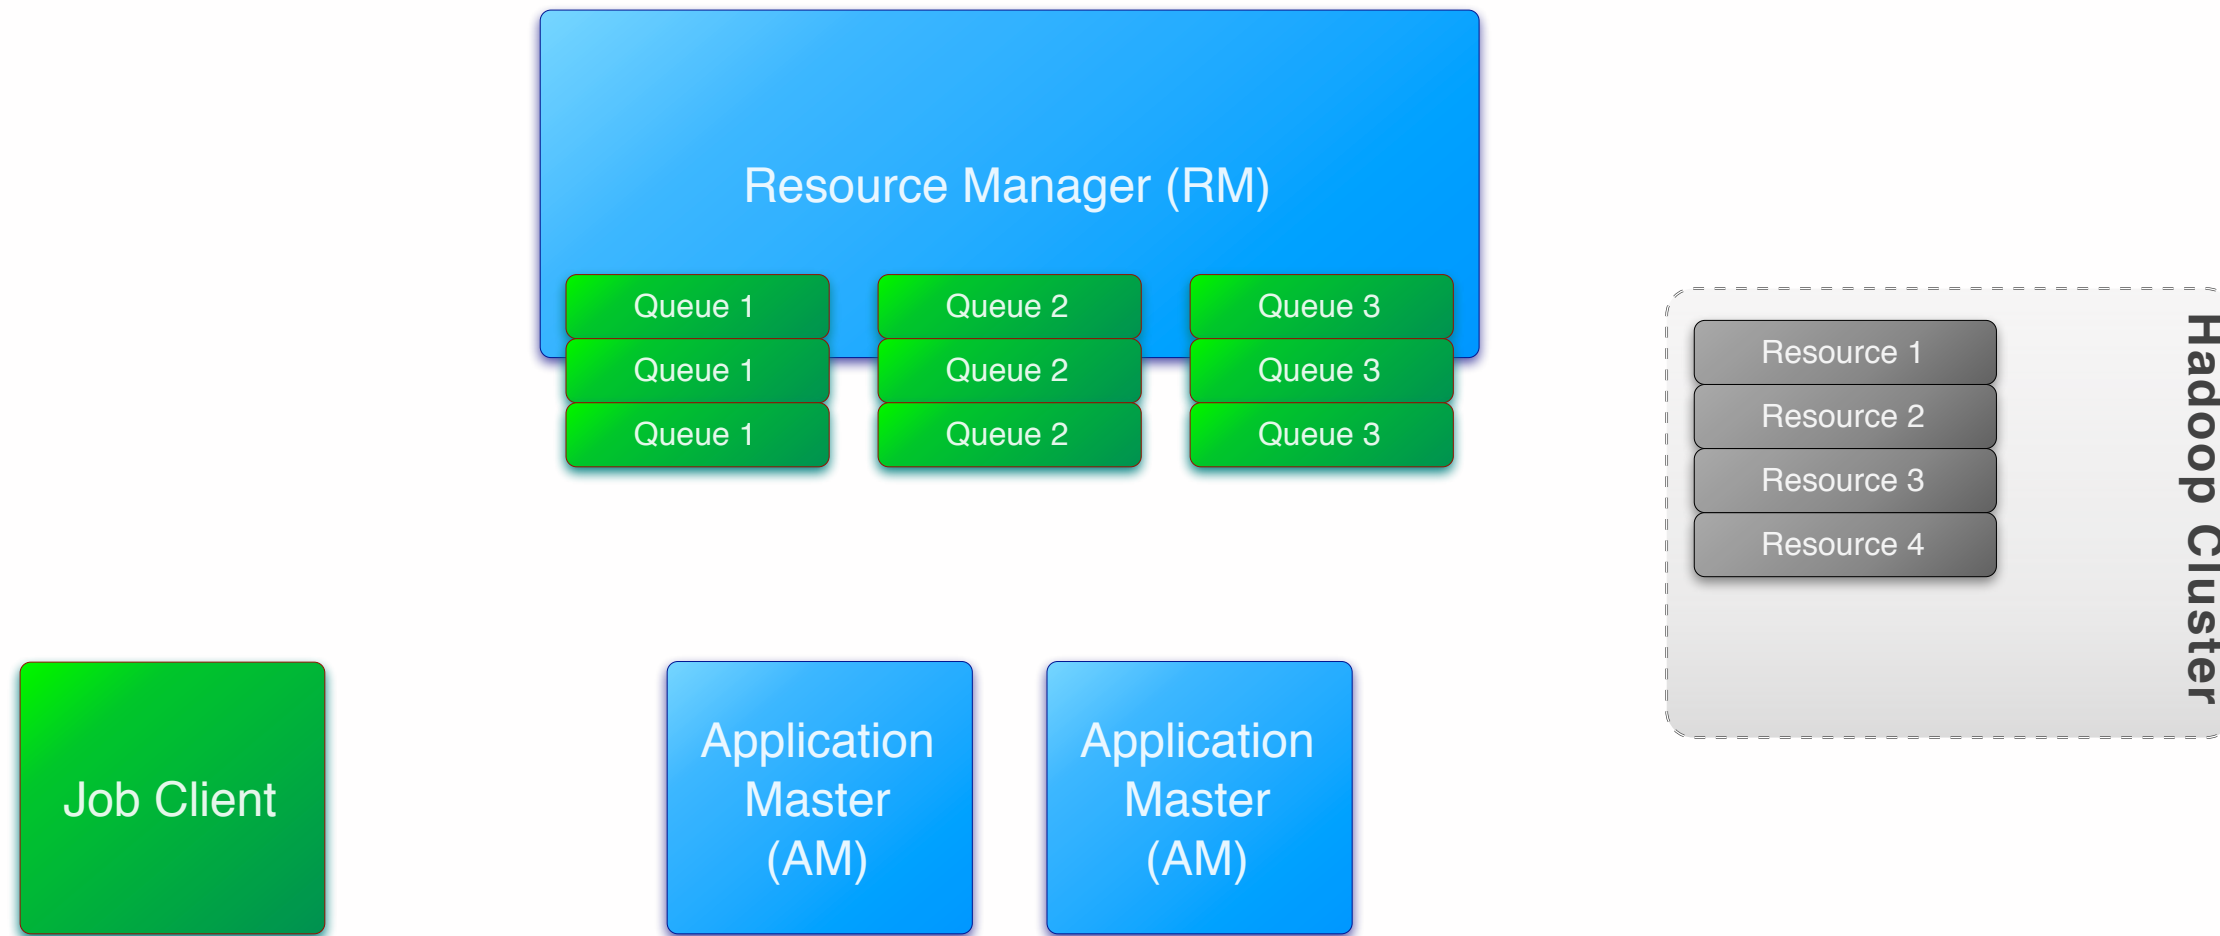 Resource Manager (RM)
Queue 1
Queue 2
Queue 3
Queue 1
Queue 2
Queue 3
Queue 1
Queue 2
Queue 3
Resource 1
Resource 2
Resource 3
Resource 4
Hadoop Cluster
Job Client
Application
Master
(AM)
Application
Master
(AM)